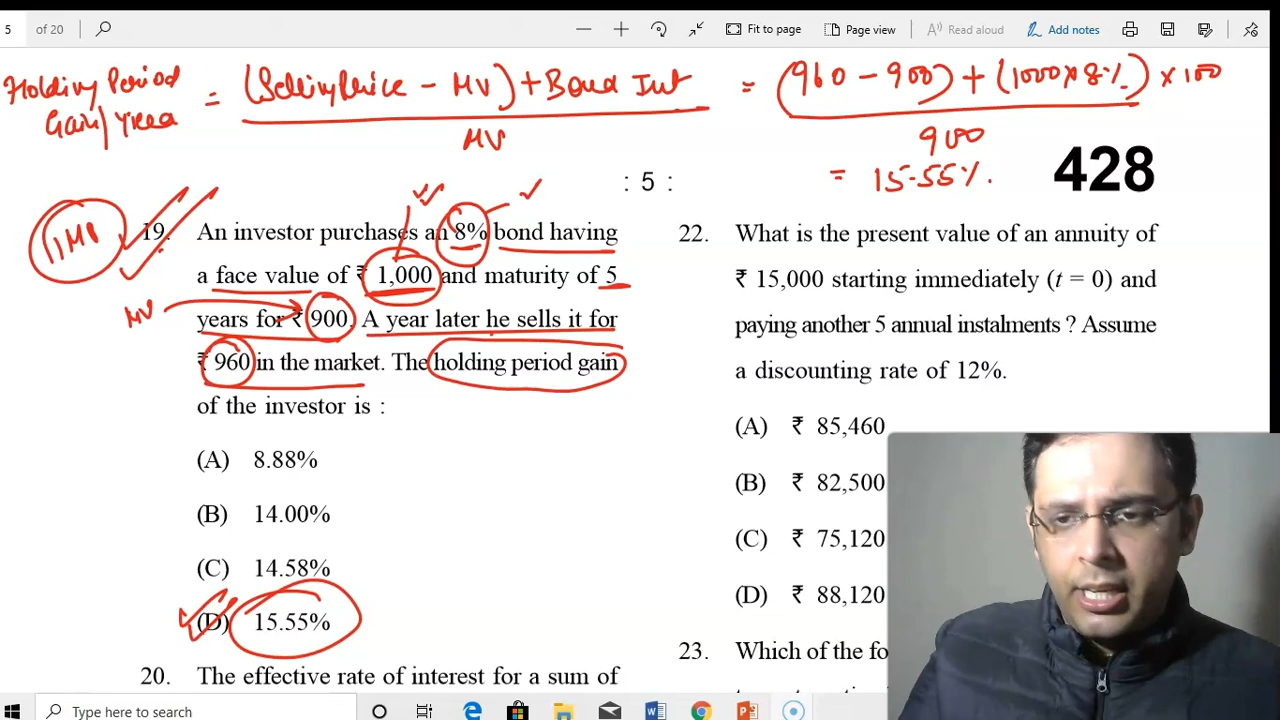 5 of 20
Fit to page
Page view
Read aloud
Add notes
Holding Period
Gain/Year
= (Selling Price - MV) + Bond Int
MV
= (960 - 900) + (1000 x 8%) x 100
900
= 15.55%.
428
: 5 :
1MP
19. An investor purchases an 8% bond having
a face value of ₹ 1,000 and maturity of 5
MV
years for ₹ 900. A year later he sells it for
₹ 960 in the market. The holding period gain
of the investor is :
(A) 8.88%
(B) 14.00%
(C) 14.58%
(D) 15.55%
20. The effective rate of interest for a sum of
22. What is the present value of an annuity of
₹ 15,000 starting immediately (t = 0) and
paying another 5 annual instalments ? Assume
a discounting rate of 12%.
(A) ₹ 85,460
(B) ₹ 82,500
(C) ₹ 75,120
(D) ₹ 88,120
23. Which of the fo
Type here to search